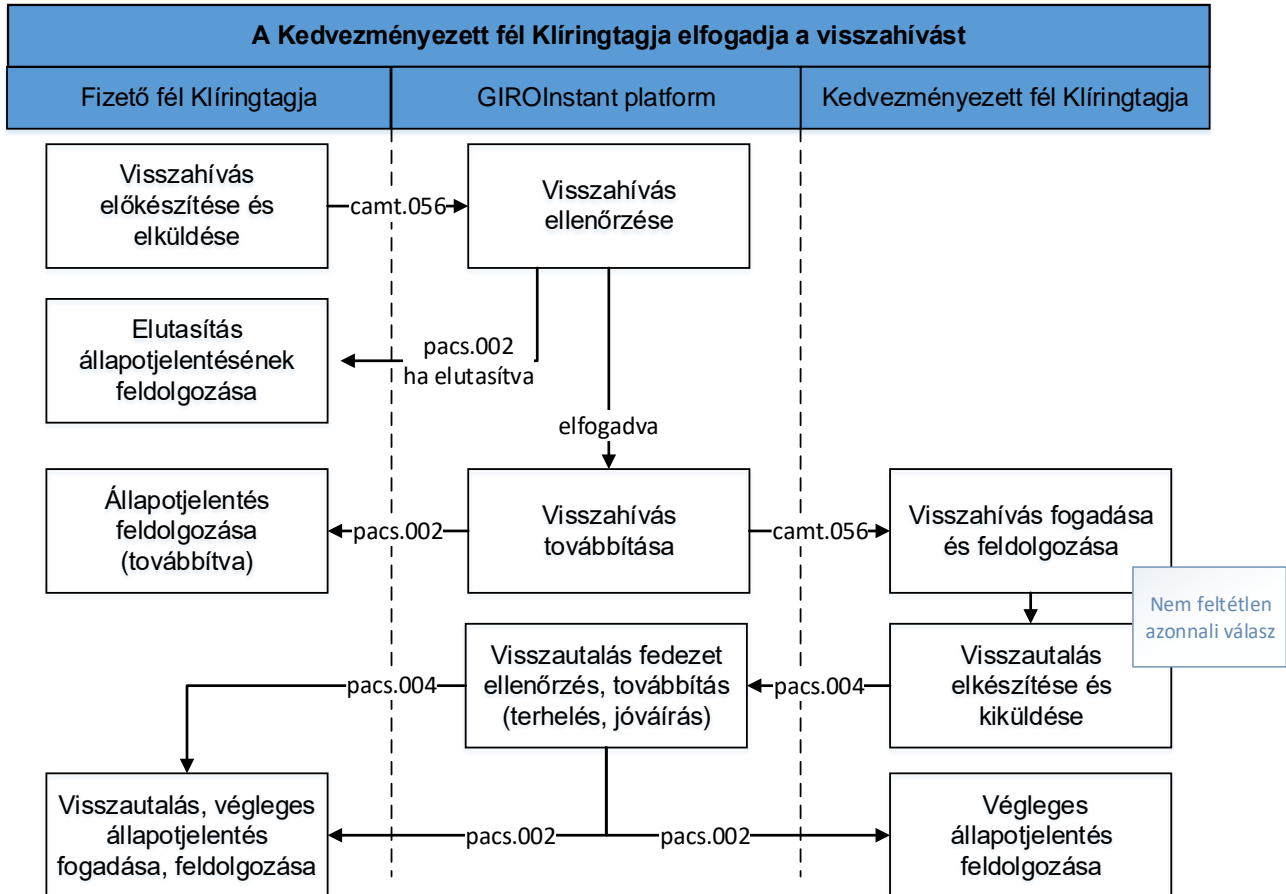 A Kedvezményezett fél Klíringtagja elfogadja a visszahívást
Fizető fél Klíringtagja
GIROInstant platform
Kedvezményezett fél Klíringtagja
Visszahívás
előkészítése és
elküldése
camt.056
Visszahívás
ellenőrzése
Elutasítás
állapotjelentésének
feldolgozása
pacs.002
ha elutasítva
elfogadva
Állapotjelentés
feldolgozása
(továbbítva)
pacs.002
Visszahívás
továbbítása
camt.056
Visszahívás fogadása
és feldolgozása
Nem feltétlen
azonnali válasz
pacs.004
Visszautalás fedezet
ellenőrzés, továbbítás
(terhelés, jóváírás)
pacs.004
Visszautalás
elkészítése és
kiküldése
Visszautalás, végleges
állapotjelentés
fogadása, feldolgozása
pacs.002
pacs.002
Végleges
állapotjelentés
feldolgozása